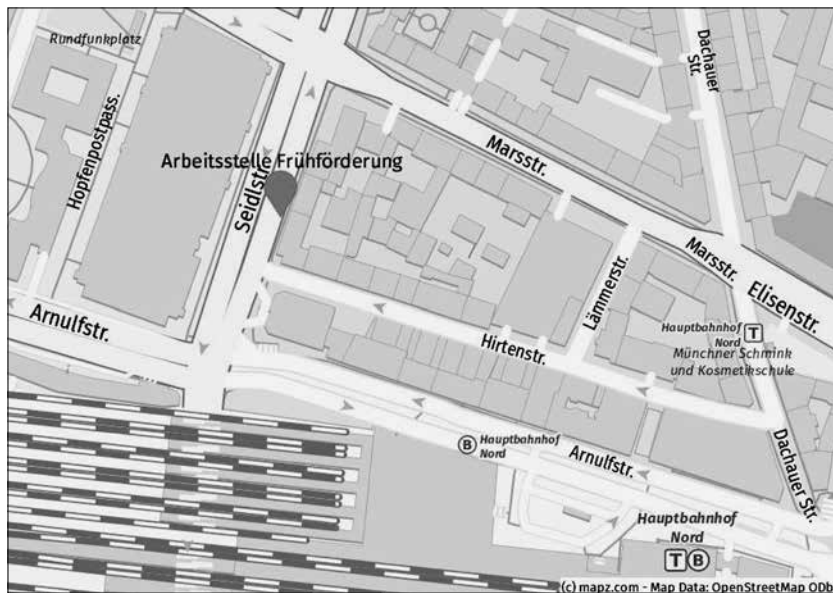 Rundfunkplatz
Dachauer
Str.
Hopfenpostpass.
Marsstr.
Arbeitsstelle Frühförderung
Seidlstr.
Marsstr.
Elisenstr.
Lämmerstr.
Arnulfstr.
Hirtenstr.
Hauptbahnhof
Nord T
Münchner Schmink
und Kosmetikschule
B Hauptbahnhof
Nord
Arnulfstr.
Dachauer Str.
Hauptbahnhof
Nord
T B
(c) mapz.com - Map Data: OpenStreetMap ODb